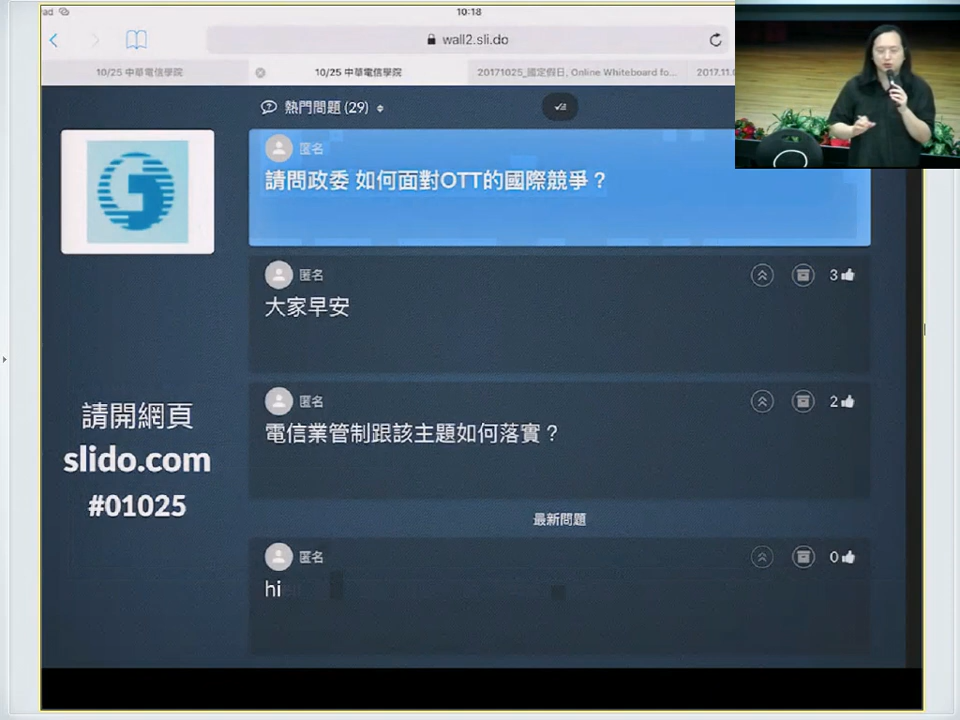 ad
10:18
wall2.sli.do
10/25 中華電信學院
10/25 中華電信學院
20171025_國定假日, Online Whiteboard fo...
2017.11.
熱門問題 (29)
匿名
請問政委 如何面對OTT的國際競爭？
匿名
3
大家早安
匿名
2
電信業管制跟該主題如何落實？
請開網頁
slido.com
#01025
最新問題
匿名
0
hi